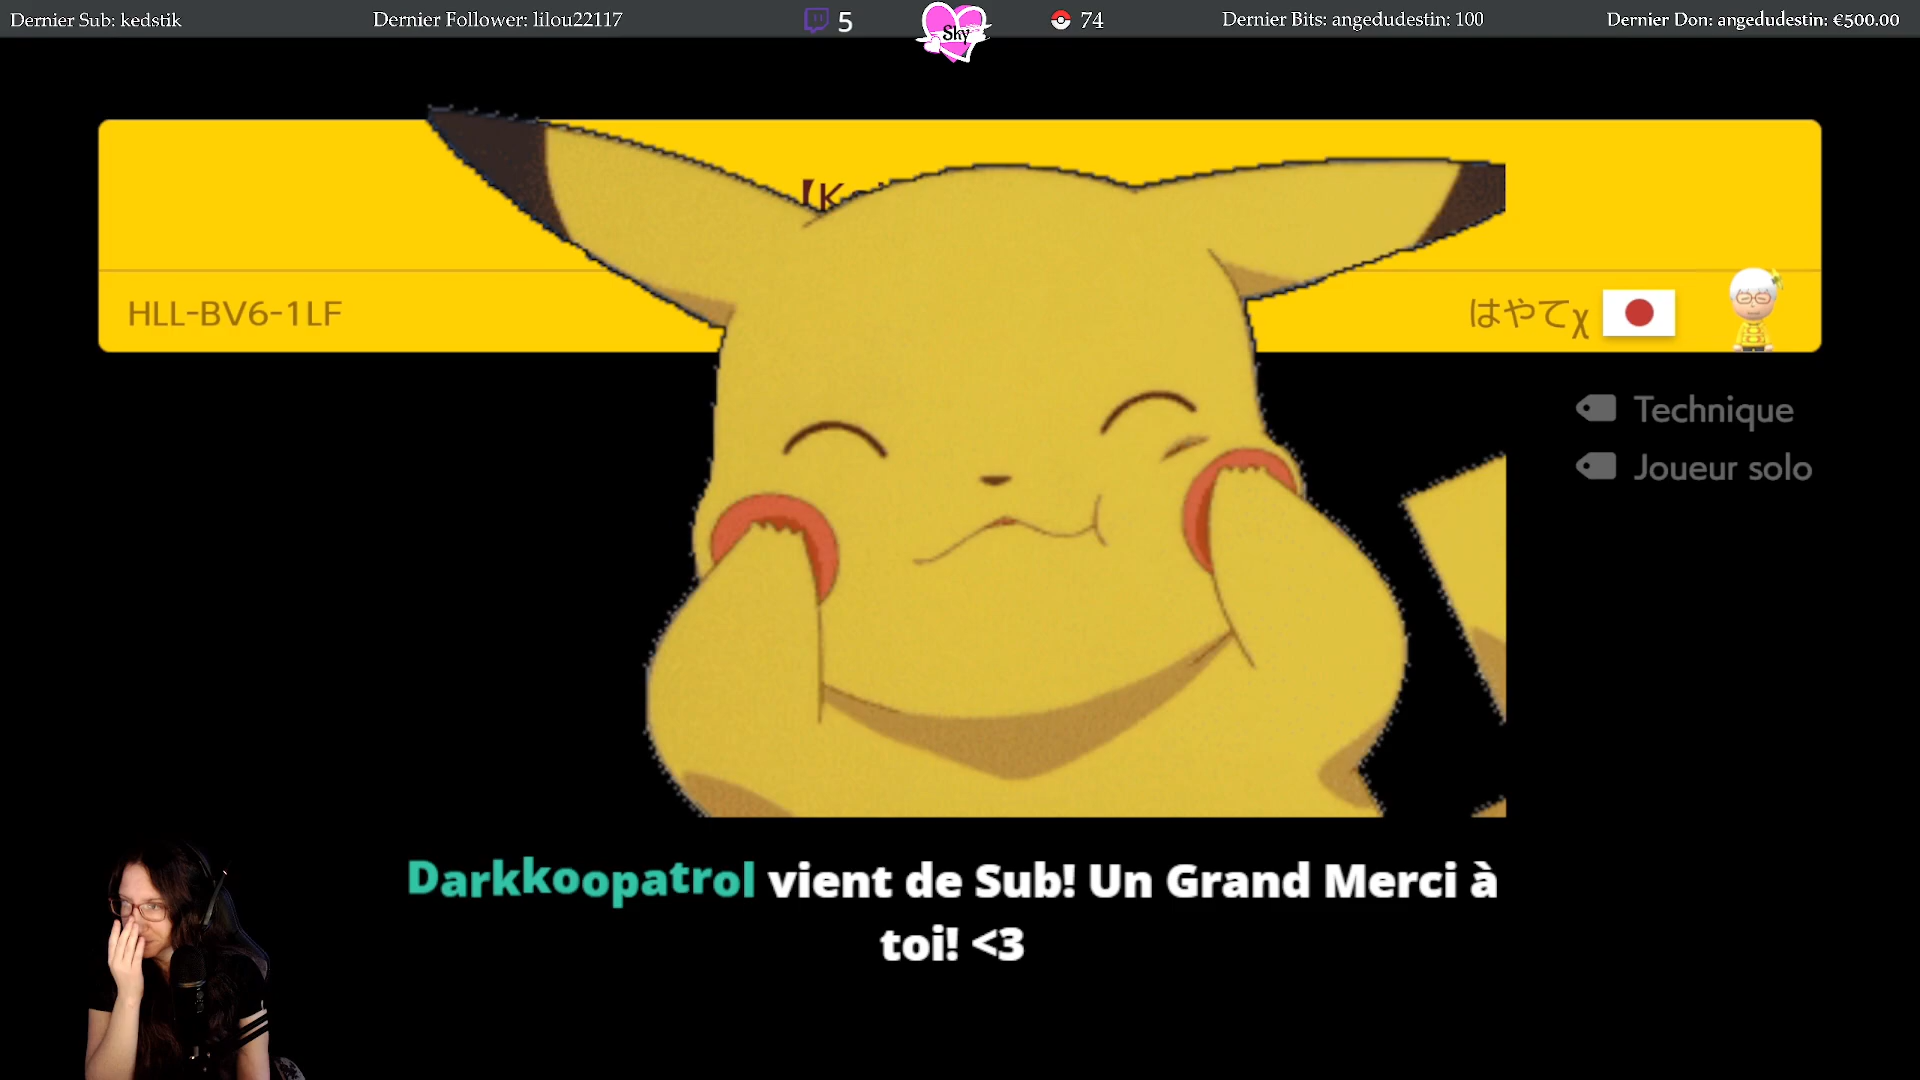 Dernier Sub: kedstik
Dernier Follower: lilou22117
5
Sky
74
Dernier Bits: angedudestin: 100
Dernier Don: angedudestin: €500.00
HLL-BV6-1LF
はやてχ
Technique
Joueur solo
Darkkoopatrol vient de Sub! Un Grand Merci à
toi! <3